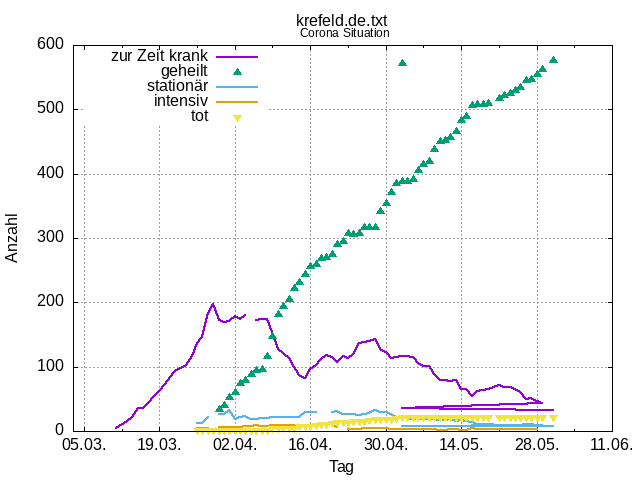 krefeld.de.txt
Corona Situation
600
500
400
300
200
100
0
Anzahl
zur Zeit krank
geheilt
stationär
intensiv
tot
05.03. 19.03. 02.04. 16.04. 30.04. 14.05. 28.05. 11.06.
Tag